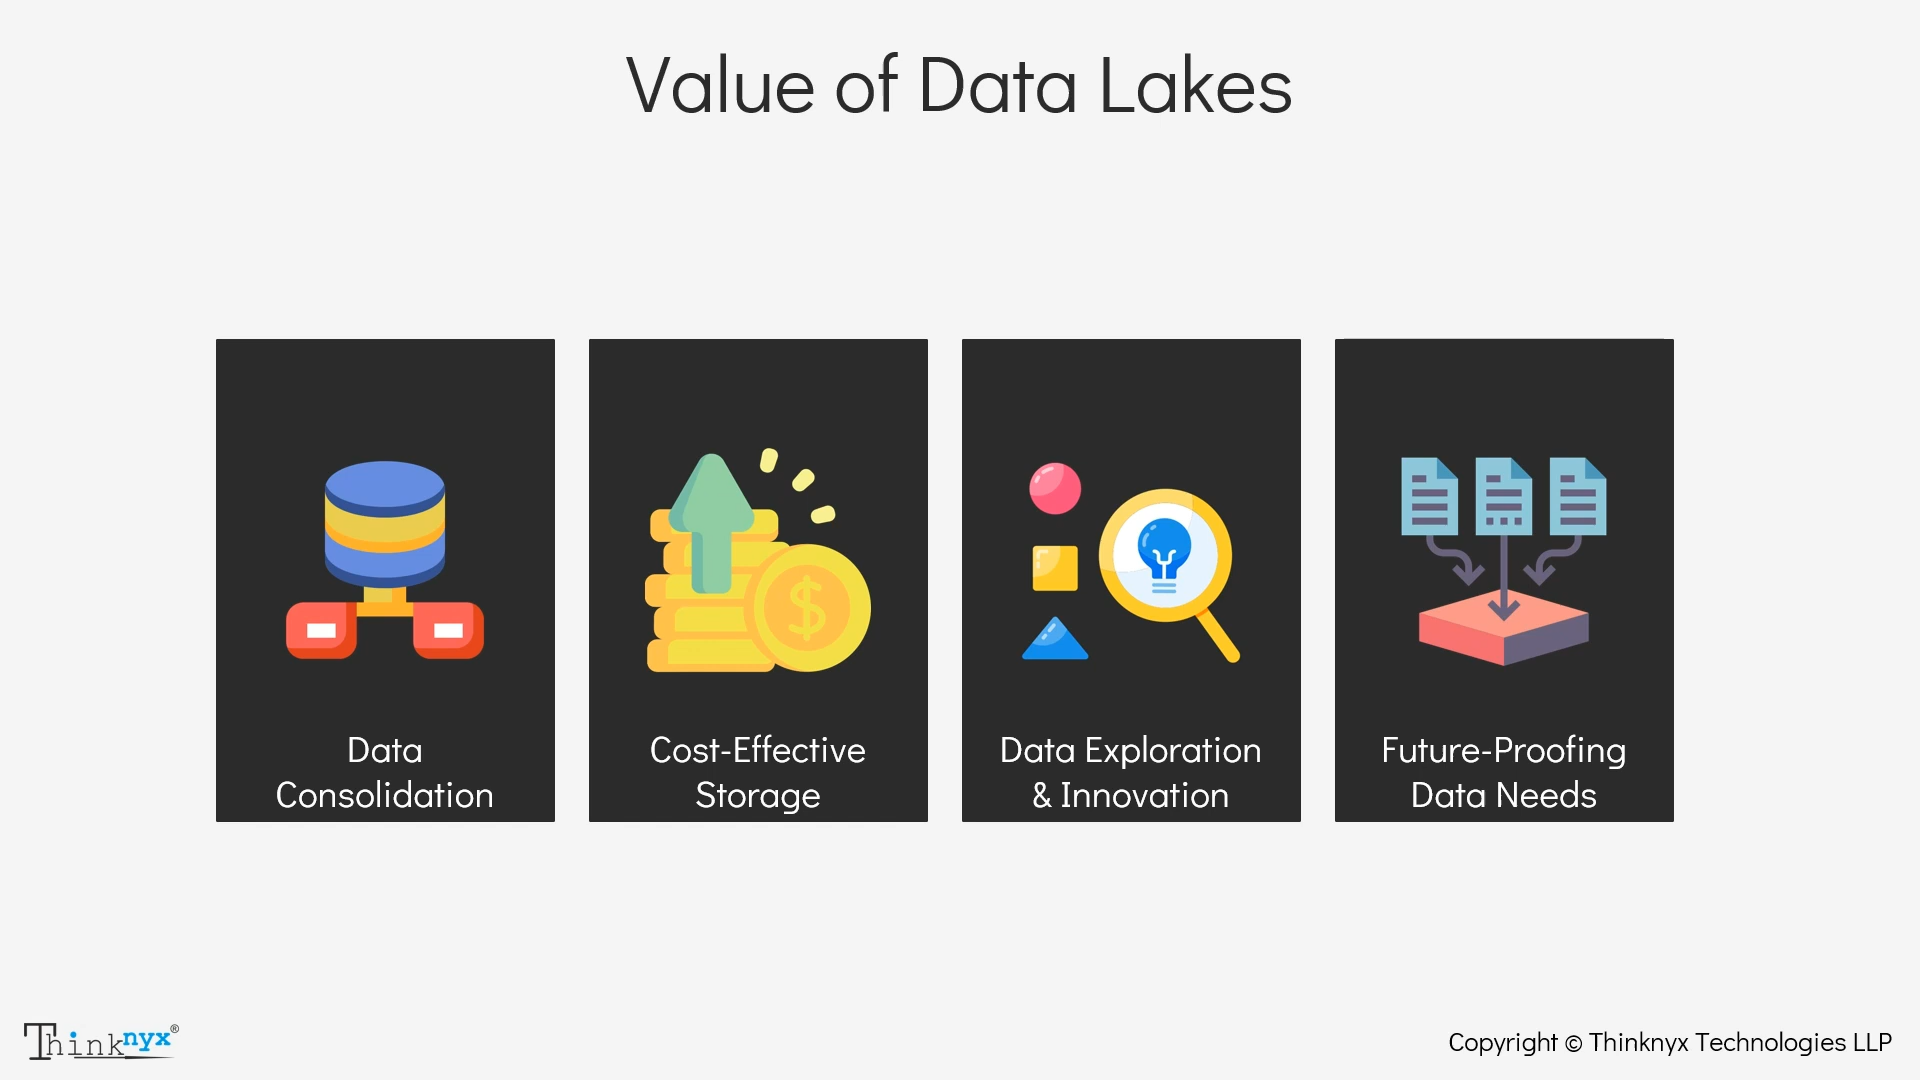 Value of Data Lakes
Data
Consolidation
Cost-Effective
Storage
$
Data Exploration
& Innovation
Future-Proofing
Data Needs
Thinknyx®
Copyright © Thinknyx Technologies LLP